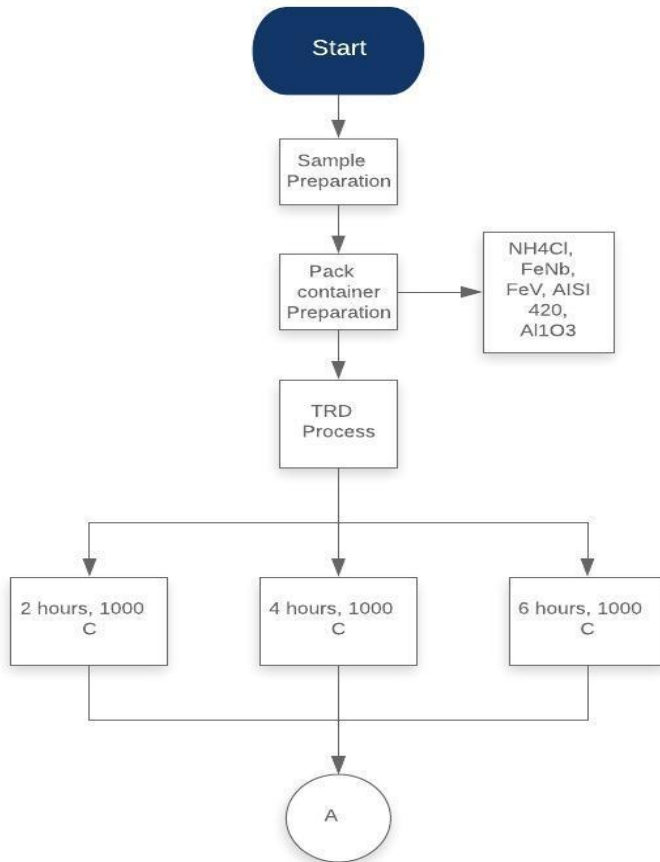 Start
Sample
Preparation
Pack
container
Preparation
NH4Cl,
FeNb,
FeV, AISI
420,
Al1O3
TRD
Process
2 hours, 1000
C
4 hours, 1000
C
6 hours, 1000
C
A